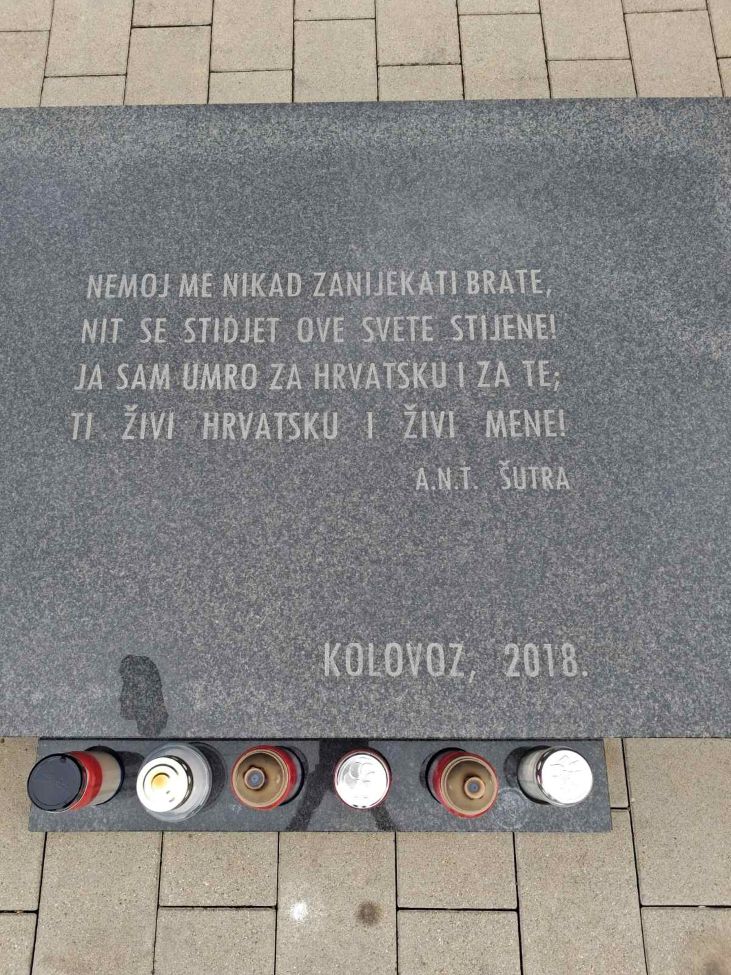 NEMOJ ME NIKAD ZANIJEKATI BRATE,
NIT SE STIDJET OVE SVETE STIJENE!
JA SAM UMRO ZA HRVATSKU I ZA TE;
TI ŽIVI HRVATSKU I ŽIVI MENE!
A.N.T. ŠUTRA
KOLOVOZ, 2018.